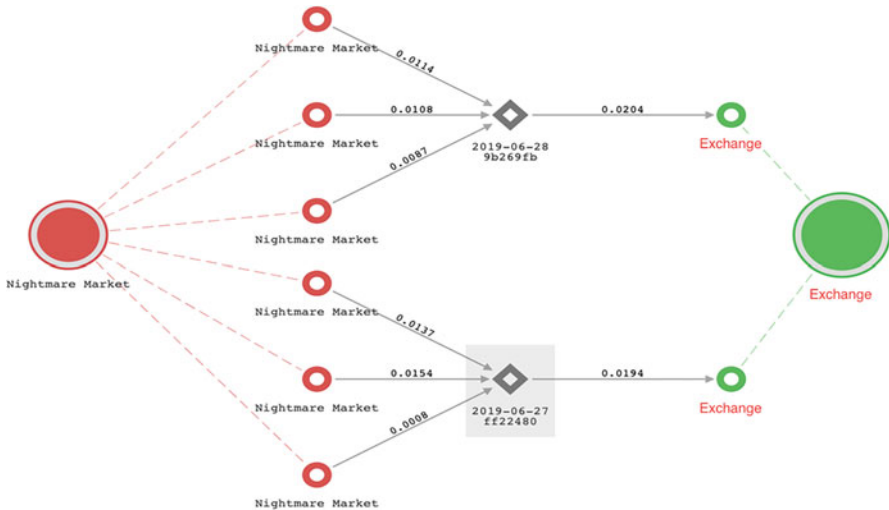 Nightmare Market
0.0114
0.0108
Nightmare Market
0.0087
2019-06-28
9b269fb
0.0204
Exchange
Nightmare Market
Nightmare Market
Exchange
Nightmare Market
0.0137
0.0154
Nightmare Market
0.0008
2019-06-27
ff22480
0.0194
Exchange
Nightmare Market